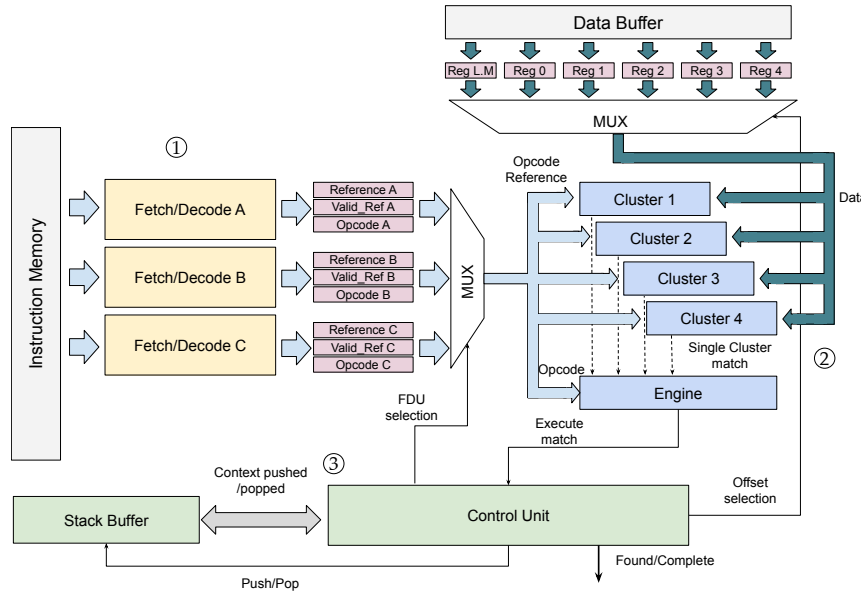 Data Buffer
Reg L.M
Reg 0
Reg 1
Reg 2
Reg 3
Reg 4
MUX
①
Instruction Memory
Fetch/Decode A
Fetch/Decode B
Fetch/Decode C
Reference A
Valid_Ref A
Opcode A
Reference B
Valid_Ref B
Opcode B
Reference C
Valid_Ref C
Opcode C
MUX
Opcode
Reference
Cluster 1
Cluster 2
Cluster 3
Cluster 4
Data
Single Cluster
match
②
Opcode
Engine
FDU
selection
Execute
match
③
Context pushed
/popped
Offset
selection
Stack Buffer
Control Unit
Push/Pop
Found/Complete